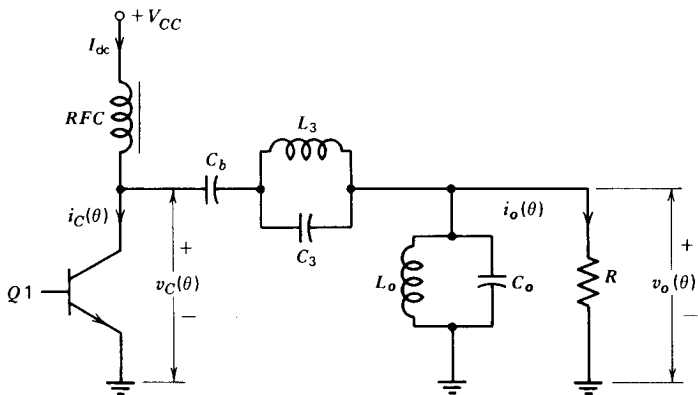 +V_CC
I_dc
RFC
C_b
L_3
C_3
i_C(θ)
+
v_C(θ)
−
Q1
i_o(θ)
L_o
C_o
R
+
v_o(θ)
−